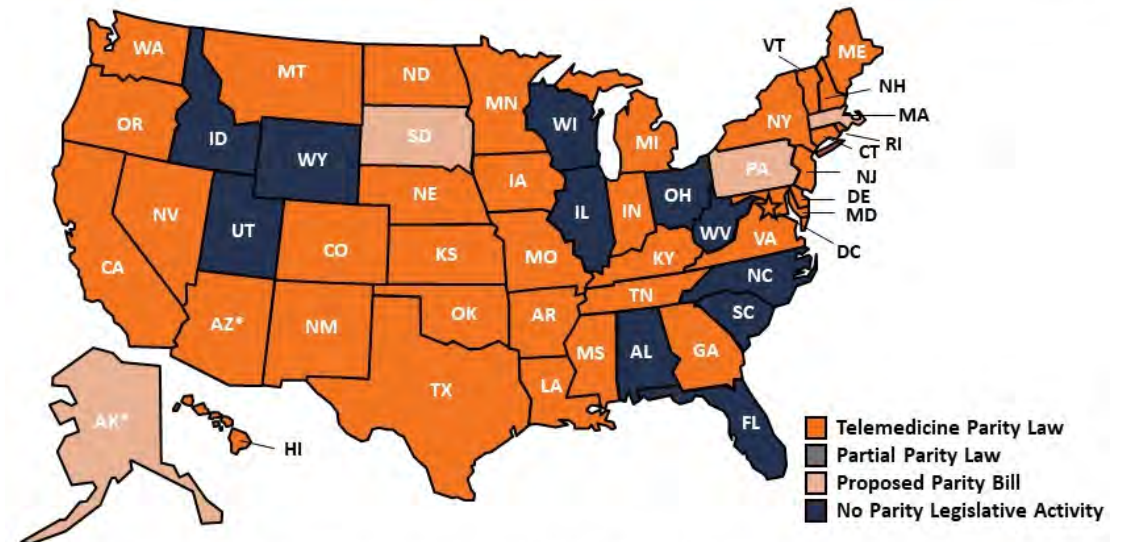 VT
WA
ME
MT
ND
NH
MN
MA
OR
NY
SD
WI
ID
MI
RI
CT
WY
PA
NJ
IA
NE
OH
DE
IL
IN
MD
NV
UT
WV
VA
CO
KS
MO
KY
DC
CA
NC
TN
OK
AR
SC
AZ*
NM
MS
AL
GA
LA
TX
AK*
FL
HI
Telemedicine Parity Law
Partial Parity Law
Proposed Parity Bill
No Parity Legislative Activity